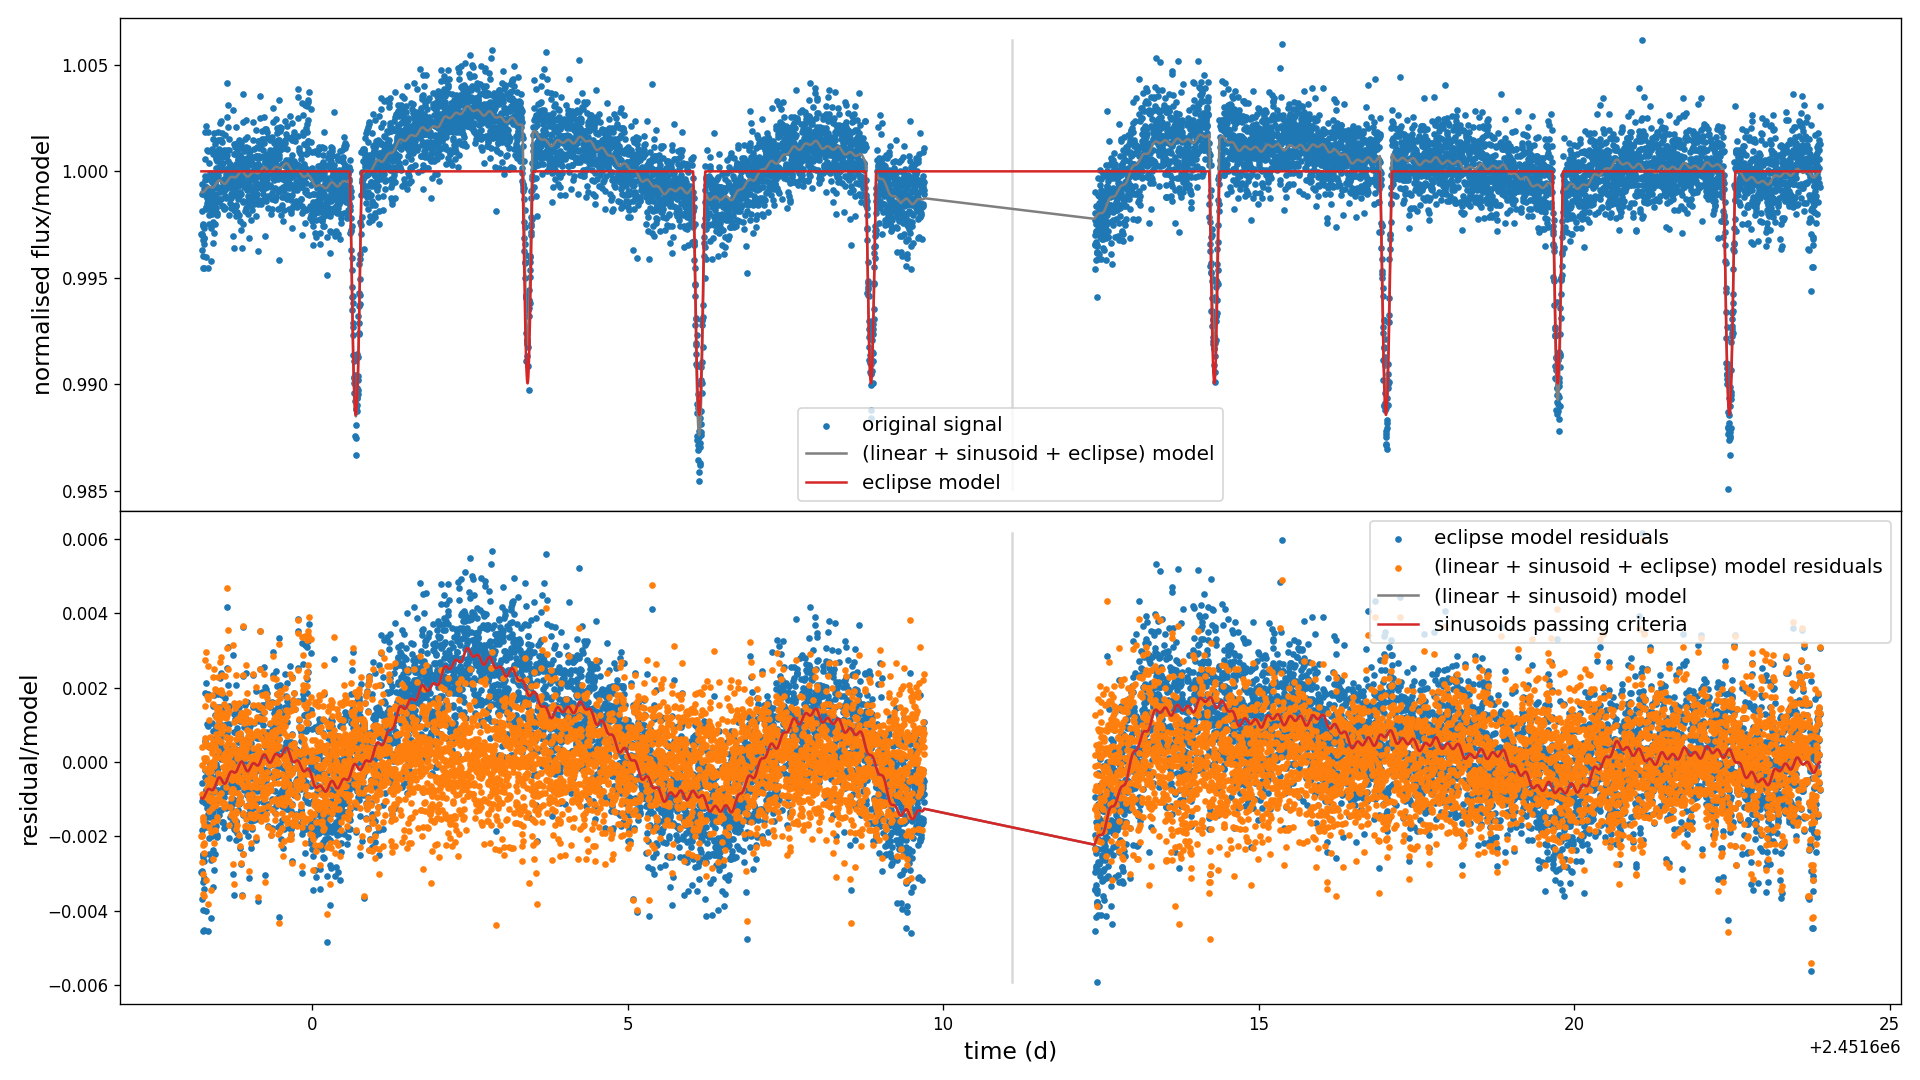 1.005
1.000
0.995
0.990
0.985
normalised flux/model
original signal
(linear + sinusoid + eclipse) model
eclipse model
0.006
0.004
0.002
0.000
−0.002
−0.004
−0.006
residual/model
eclipse model residuals
(linear + sinusoid + eclipse) model residuals
(linear + sinusoid) model
sinusoids passing criteria
0
5
10
15
20
25
time (d)
+2.4516e6